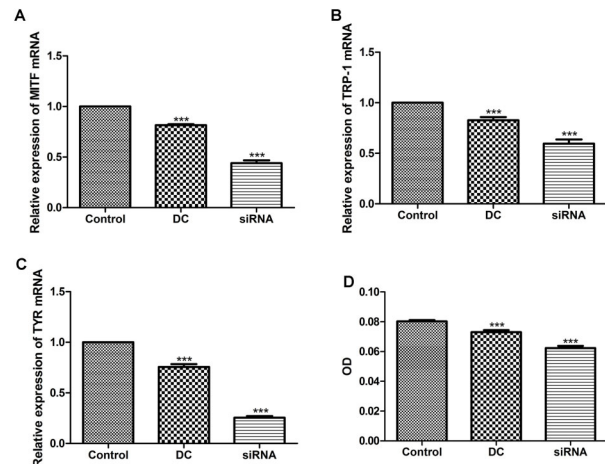 A
Relative expression of MITF mRNA
1.5
1.0
0.5
0.0
***
***
Control DC siRNA
B
Relative expression of TRP-1 mRNA
1.5
1.0
0.5
0.0
***
***
Control DC siRNA
C
Relative expression of TYR mRNA
1.5
1.0
0.5
0.0
***
***
Control DC siRNA
D
OD
0.10
0.08
0.06
0.04
0.02
0.00
***
***
Control DC siRNA